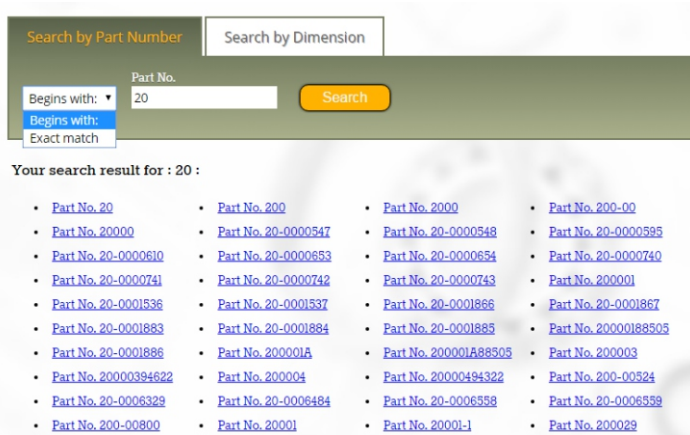 Search by Part Number Search by Dimension
Part No.
Begins with: 20 Search
Begins with:
Exact match
Your search result for : 20 :
Part No. 20 Part No. 200 Part No. 2000 Part No. 200-00
Part No. 20000 Part No. 20-0000547 Part No. 20-0000548 Part No. 20-0000595
Part No. 20-0000610 Part No. 20-0000653 Part No. 20-0000654 Part No. 20-0000740
Part No. 20-0000741 Part No. 20-0000742 Part No. 20-0000743 Part No. 200001
Part No. 20-0001536 Part No. 20-0001537 Part No. 20-0001866 Part No. 20-0001867
Part No. 20-0001883 Part No. 20-0001884 Part No. 20-0001885 Part No. 20000188505
Part No. 20-0001886 Part No. 200001A Part No. 200001A88505 Part No. 200003
Part No. 20000394622 Part No. 200004 Part No. 20000494322 Part No. 200-00524
Part No. 20-0006329 Part No. 20-0006484 Part No. 20-0006558 Part No. 20-0006559
Part No. 200-00800 Part No. 20001 Part No. 20001-1 Part No. 200029